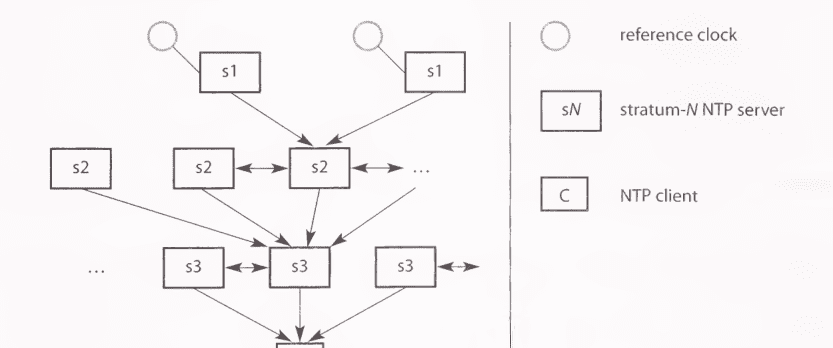 s1
s1
reference clock
sN
stratum-N NTP server
s2
s2
s2
...
C
NTP client
...
s3
s3
s3